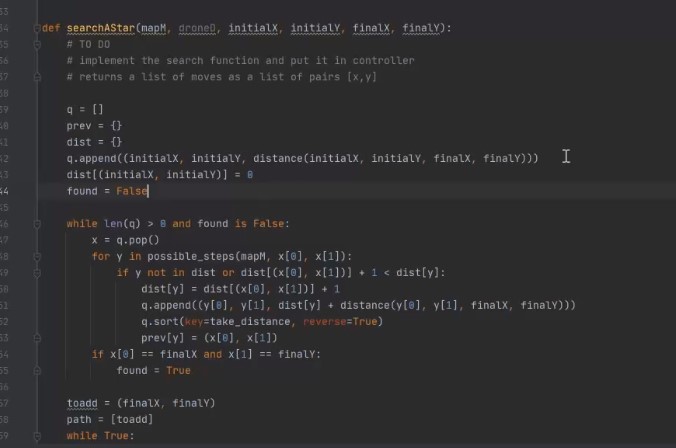 33
34 def searchAStar(mapM, droneD, initialX, initialY, finalX, finalY):
35 # TO DO
36 # implement the search function and put it in controller
37 # returns a list of moves as a list of pairs [x,y]
38
39 q = []
40 prev = {}
41 dist = {}
42 q.append((initialX, initialY, distance(initialX, initialY, finalX, finalY)))
43 dist[(initialX, initialY)] = 0
44 found = False
45
46 while len(q) > 0 and found is False:
47 x = q.pop()
48 for y in possible_steps(mapM, x[0], x[1]):
49 if y not in dist or dist[(x[0], x[1])] + 1 < dist[y]:
50 dist[y] = dist[(x[0], x[1])] + 1
51 q.append((y[0], y[1], dist[y] + distance(y[0], y[1], finalX, finalY)))
52 q.sort(key=take_distance, reverse=True)
53 prev[y] = (x[0], x[1])
54 if x[0] == finalX and x[1] == finalY:
55 found = True
56
57 toadd = (finalX, finalY)
58 path = [toadd]
59 while True: